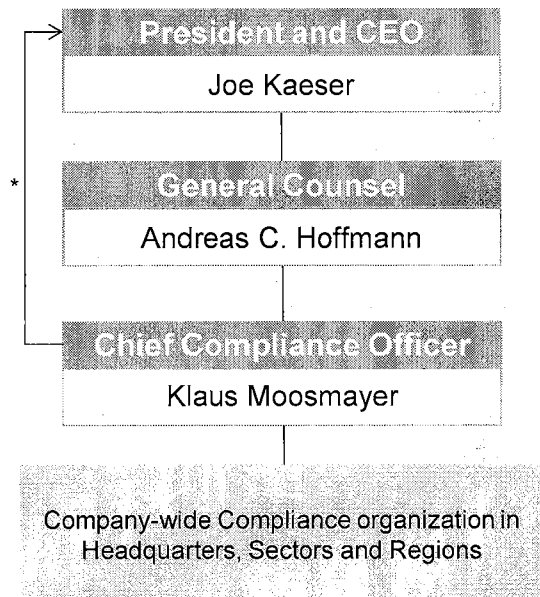 President and CEO
Joe Kaeser
*
General Counsel
Andreas C. Hoffmann
Chief Compliance Officer
Klaus Moosmayer
Company-wide Compliance organization in
Headquarters, Sectors and Regions